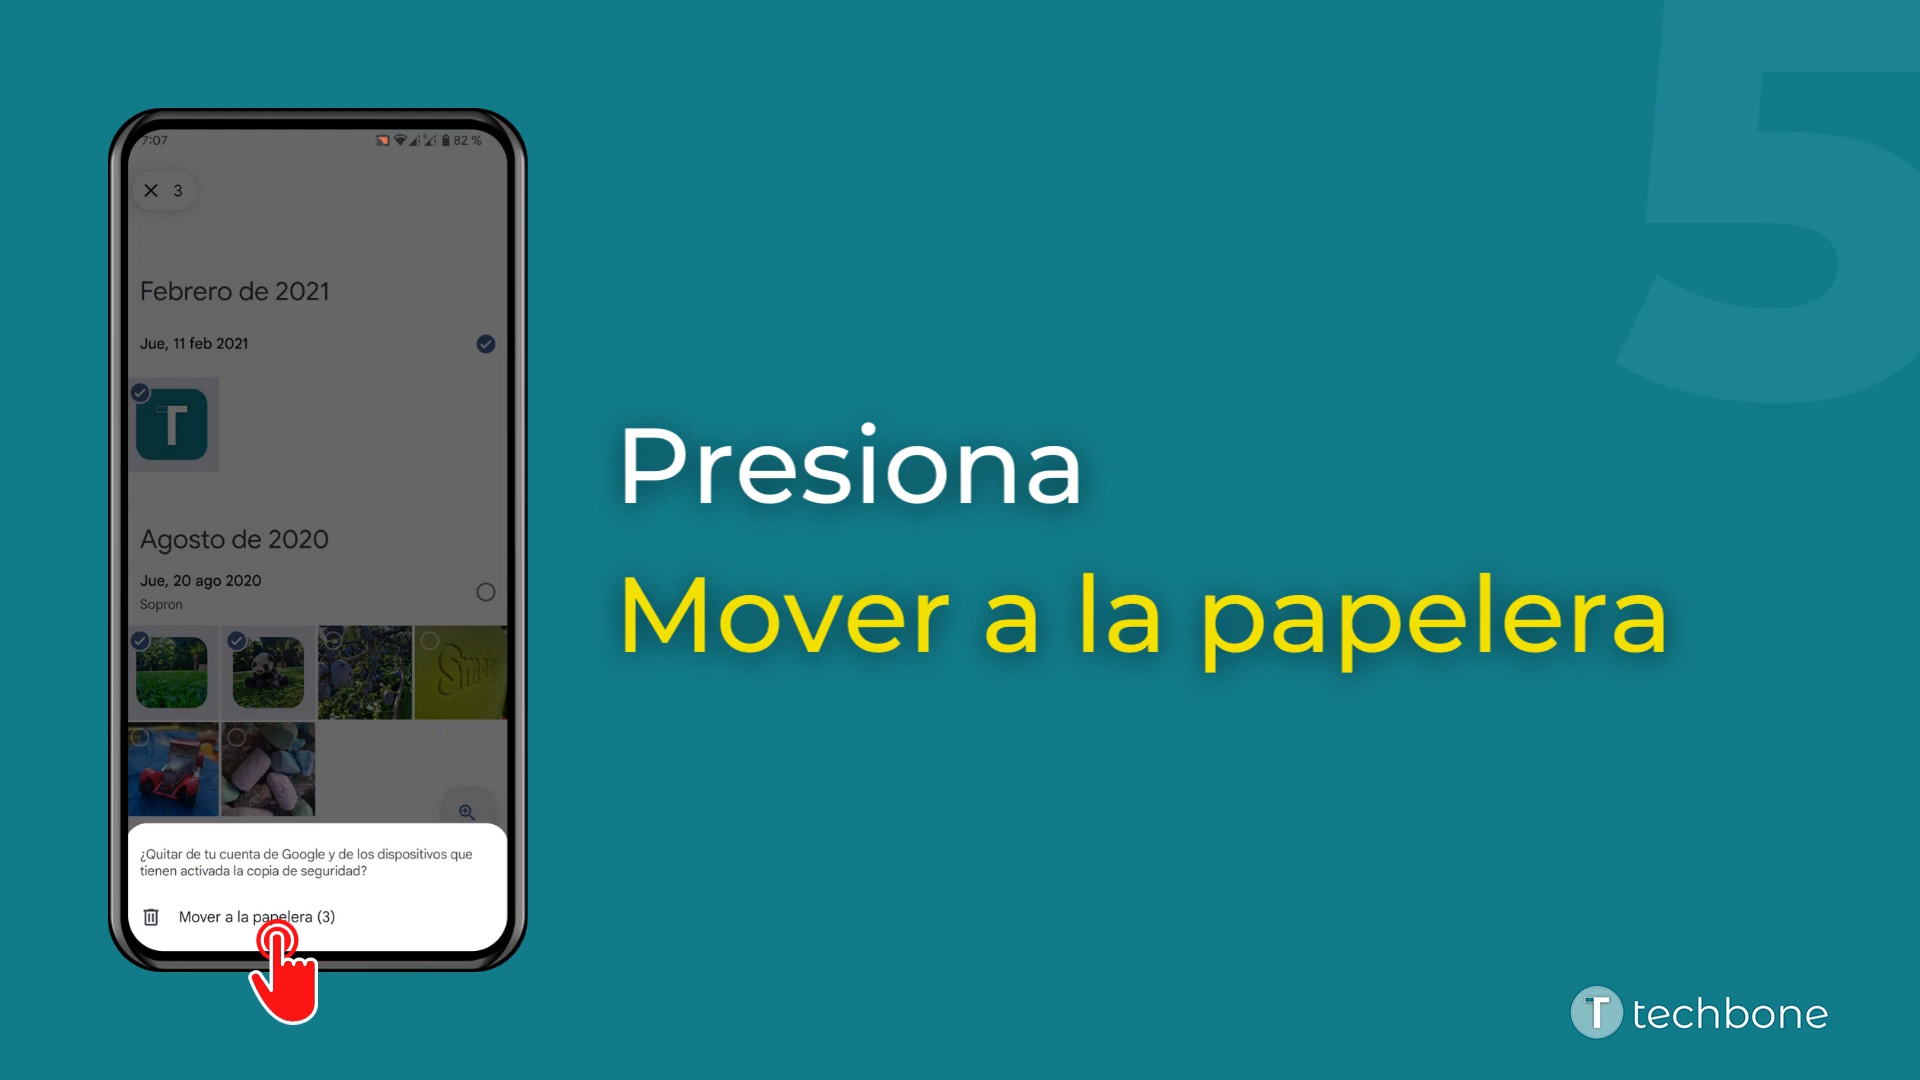 5
7:07
82 %
3
Febrero de 2021
Jue, 11 feb 2021
T
Agosto de 2020
Jue, 20 ago 2020
Sopron
¿Quitar de tu cuenta de Google y de los dispositivos que
tienen activada la copia de seguridad?
Mover a la papelera (3)
Presiona
Mover a la papelera
T techbone